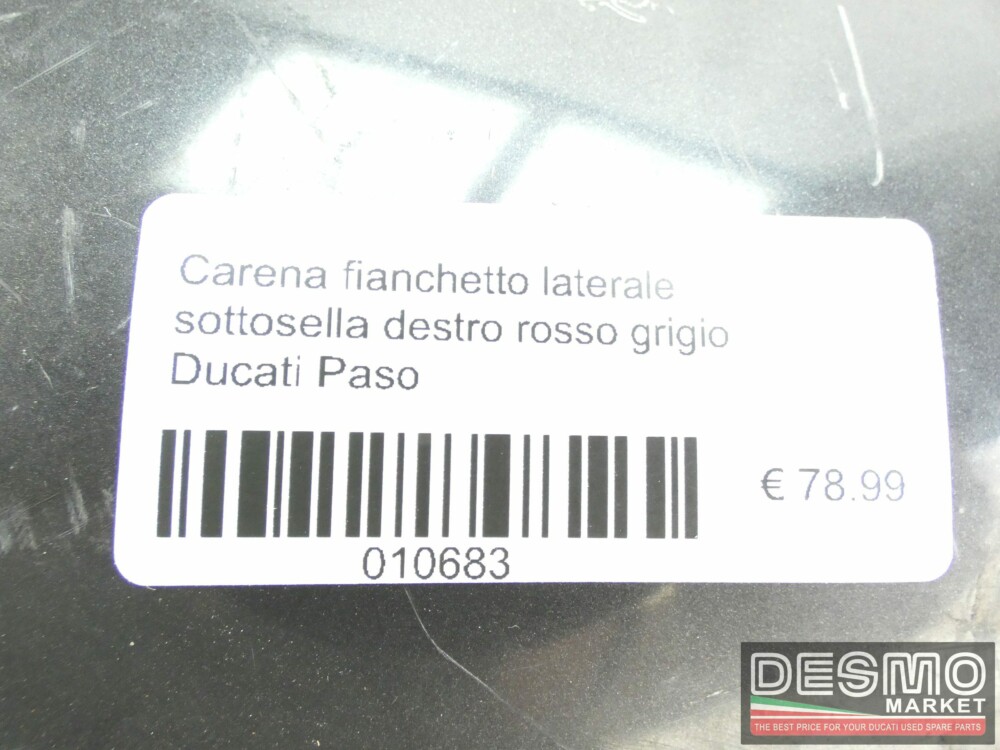 Carena fianchetto laterale
sottosella destro rosso grigio
Ducati Paso
€ 78.99
010683
DESMO
MARKET
THE BEST PRICE FOR YOUR DUCATI USED SPARE PARTS